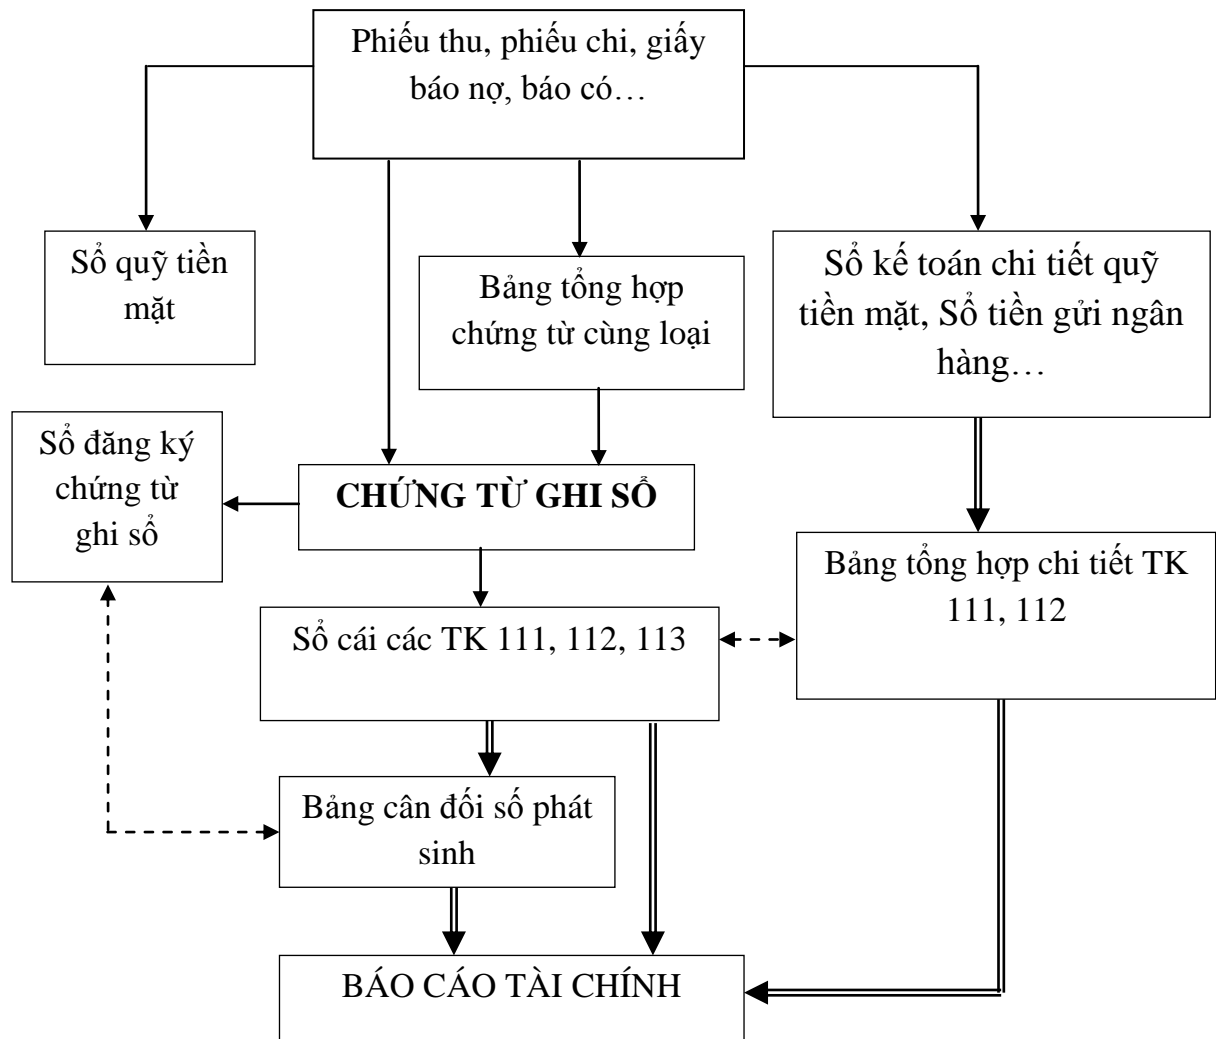 Phiếu thu, phiếu chi, giấy
báo nợ, báo có…
Sổ quỹ tiền
mặt
Bảng tổng hợp
chứng từ cùng loại
Sổ kế toán chi tiết quỹ
tiền mặt, Sổ tiền gửi ngân
hàng…
Sổ đăng ký
chứng từ
ghi sổ
CHỨNG TỪ GHI SỔ
Bảng tổng hợp chi tiết TK
111, 112
Sổ cái các TK 111, 112, 113
Bảng cân đối số phát
sinh
BÁO CÁO TÀI CHÍNH